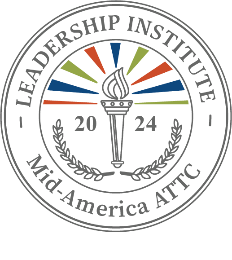 LEADERSHIP INSTITUTE
20 24
Mid-America ATTC